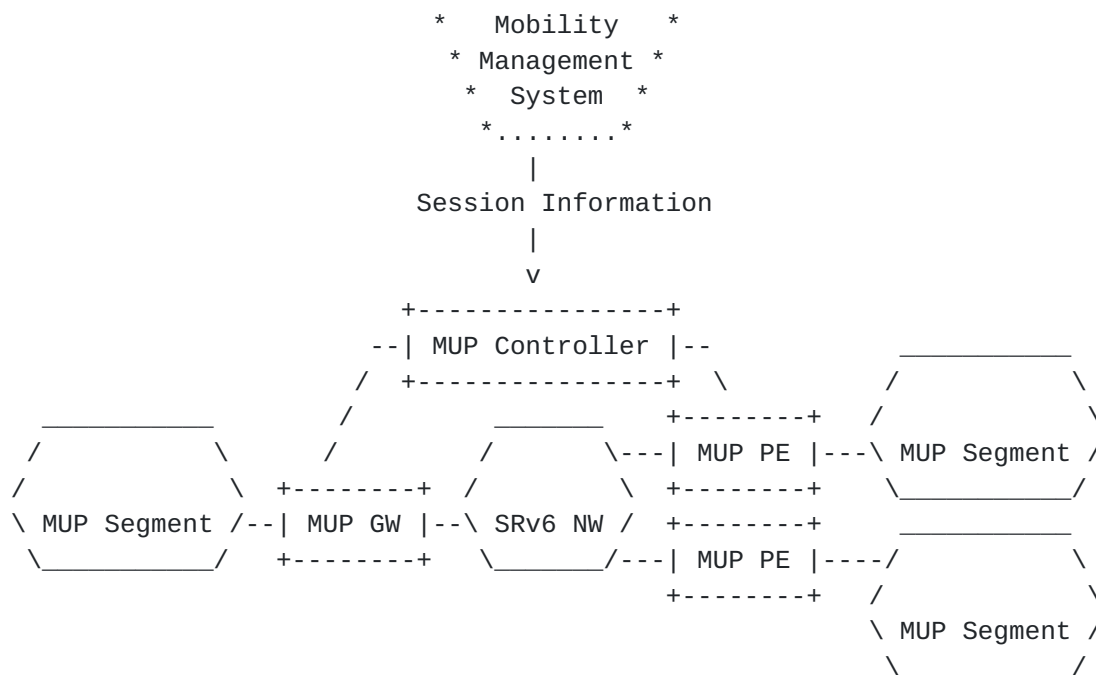 Mobility
Management
System
Session Information
v
MUP Controller
MUP PE
MUP Segment
MUP Segment
MUP GW
SRv6 NW
MUP PE
MUP Segment